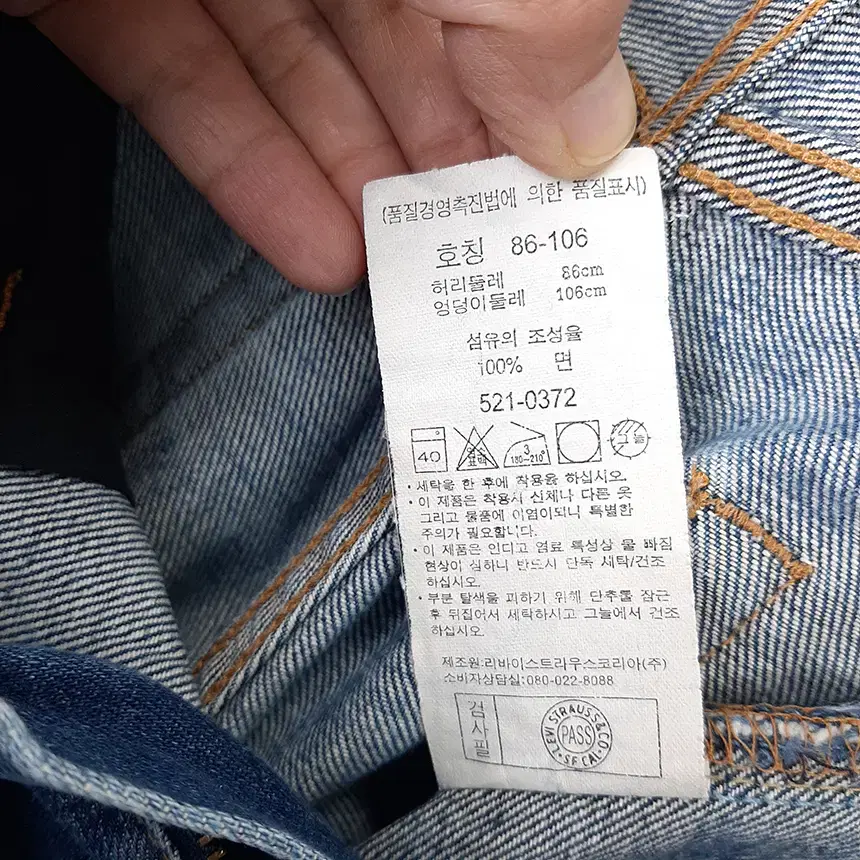 (품질경영촉진법에 의한 품질표시)
호칭 86-106
허리둘레 86cm
엉덩이둘레 106cm
섬유의 조성율
100% 면
521-0372
40 염소표백 3 180~210° 그늘
· 세탁을 한 후에 착용을 하십시오.
· 이 제품은 착용시 신체나 다른 옷
그리고 물품에 이염이되니 특별한
주의가 필요합니다.
· 이 제품은 인디고 염료 특성상 물 빠짐
현상이 심하니 반드시 단독 세탁/건조
하십시오.
· 부분 탈색을 피하기 위해 단추를 잠근
후 뒤집어서 세탁하시고 그늘에서 건조
하십시오.
제조원:리바이스트라우스코리아(주)
소비자상담실:080-022-8088
검사필
LEVI STRAUSS & CO.
PASS
S.F. CAL.